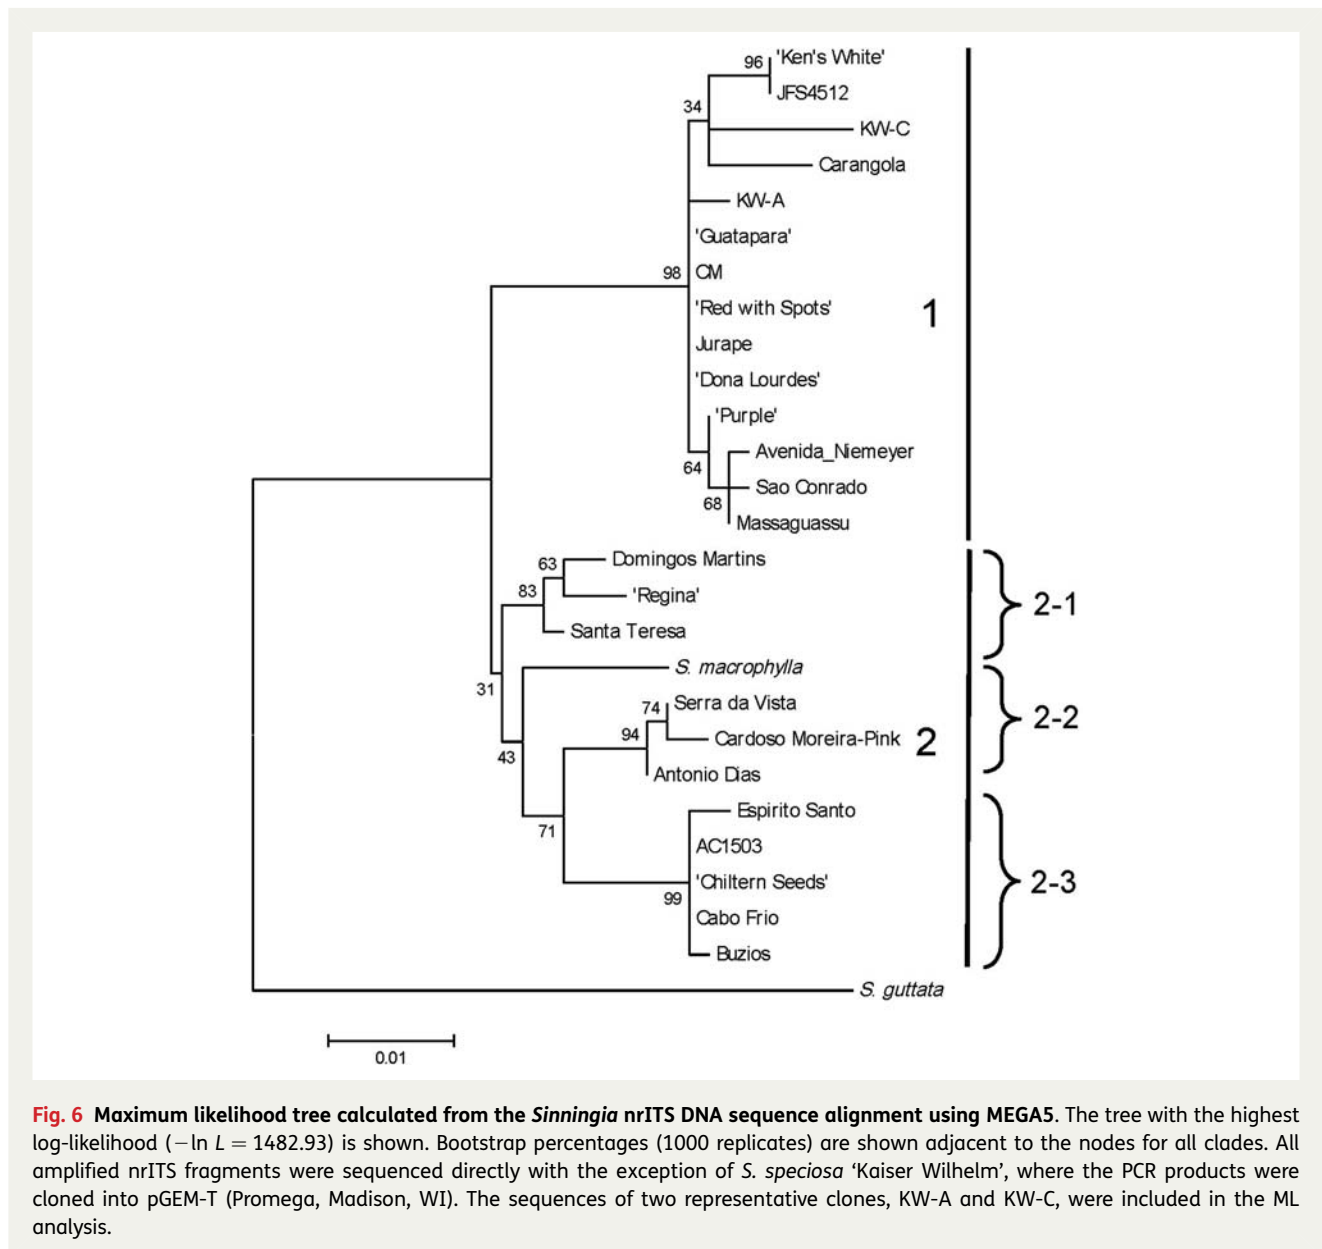 96 'Ken's White'
JFS4512
34
KW-C
Carangola
KW-A
'Guatapara'
98 CM
'Red with Spots'
1
Jurape
'Dona Lourdes'
'Purple'
Avenida_Niemeyer
64
Sao Conrado
68
Massaguassu
63 Domingos Martins
83 'Regina'
2-1
Santa Teresa
S. macrophylla
31
74 Serra da Vista
2-2
94 Cardoso Moreira-Pink 2
43
Antonio Dias
71
Espirito Santo
AC1503
'Chiltern Seeds'
2-3
99
Cabo Frio
Buzios
S. guttata
0.01
Fig. 6 Maximum likelihood tree calculated from the Sinningia nrITS DNA sequence alignment using MEGA5. The tree with the highest
log-likelihood (−ln L = 1482.93) is shown. Bootstrap percentages (1000 replicates) are shown adjacent to the nodes for all clades. All
amplified nrITS fragments were sequenced directly with the exception of S. speciosa ‘Kaiser Wilhelm’, where the PCR products were
cloned into pGEM-T (Promega, Madison, WI). The sequences of two representative clones, KW-A and KW-C, were included in the ML
analysis.